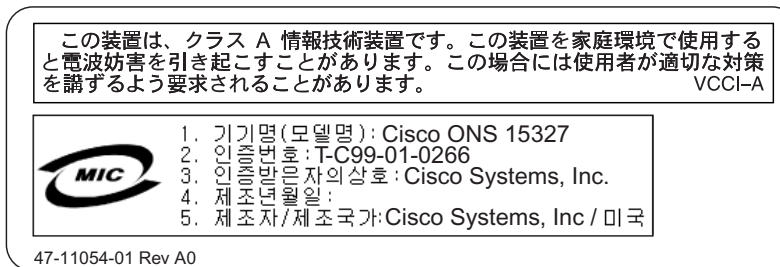 この装置は、クラス A 情報技術装置です。この装置を家庭環境で使用する
と電波妨害を引き起こすことがあります。この場合には使用者が適切な対策
を講ずるよう要求されることがあります。 VCCI-A
MIC
1. 기기명(모델명): Cisco ONS 15327
2. 인증번호: T-C99-01-0266
3. 인증받은자의상호: Cisco Systems, Inc.
4. 제조년월일:
5. 제조자/제조국가: Cisco Systems, Inc / 미국
47-11054-01 Rev A0